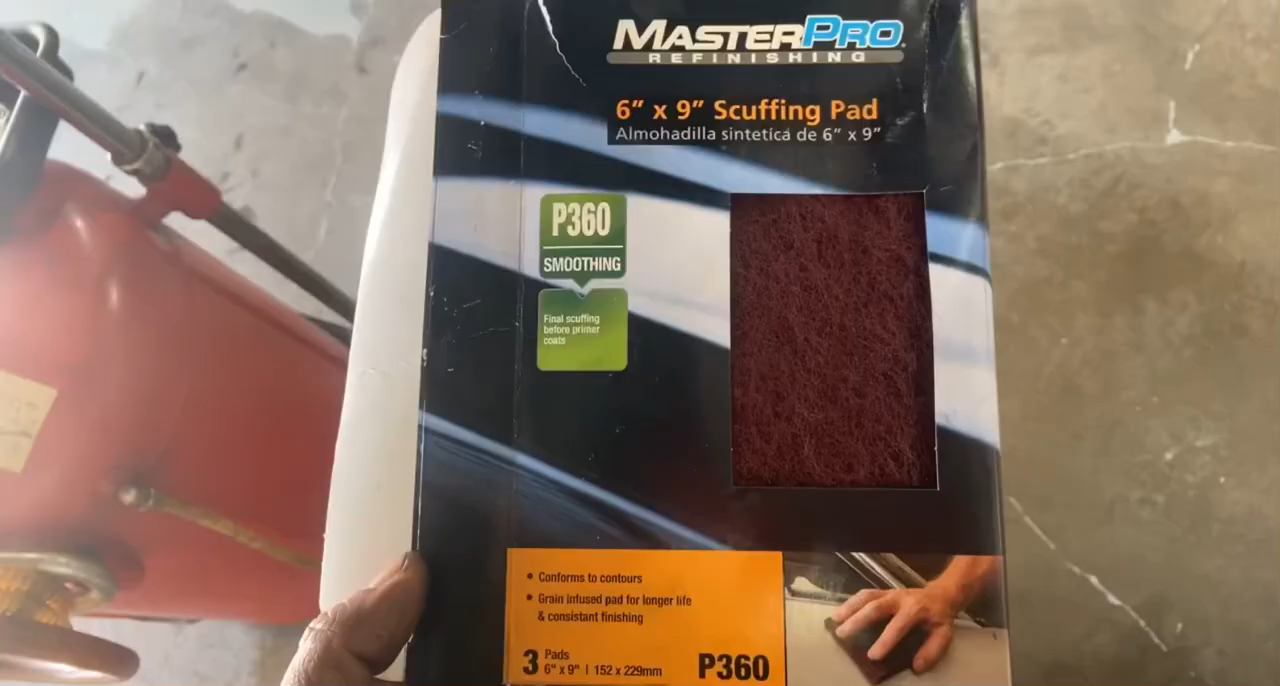 MASTERPRO
REFINISHING
6” x 9” Scuffing Pad
Almohadilla sintetica de 6” x 9”
P360
SMOOTHING
Final scuffing
before primer
coats
• Conforms to contours
• Grain infused pad for longer life
& consistant finishing
3 Pads
6" x 9" | 152 x 229mm
P360